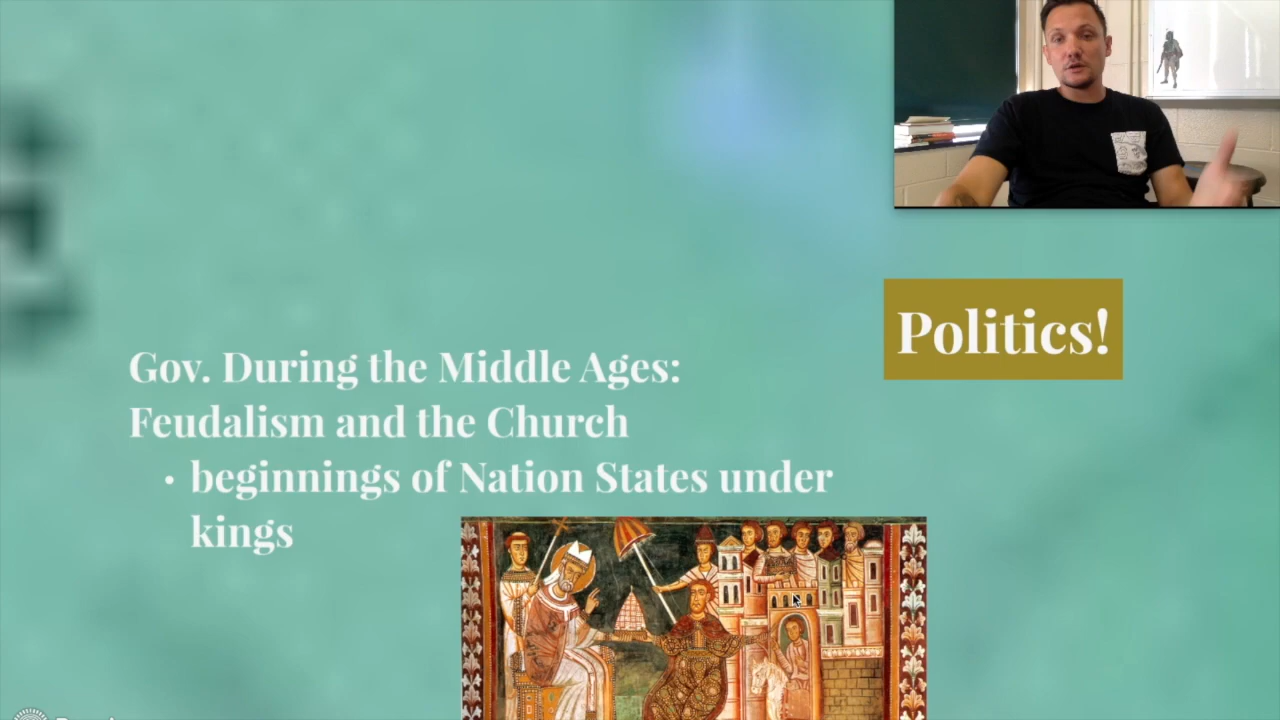 Politics!
Gov. During the Middle Ages:
Feudalism and the Church
• beginnings of Nation States under
kings